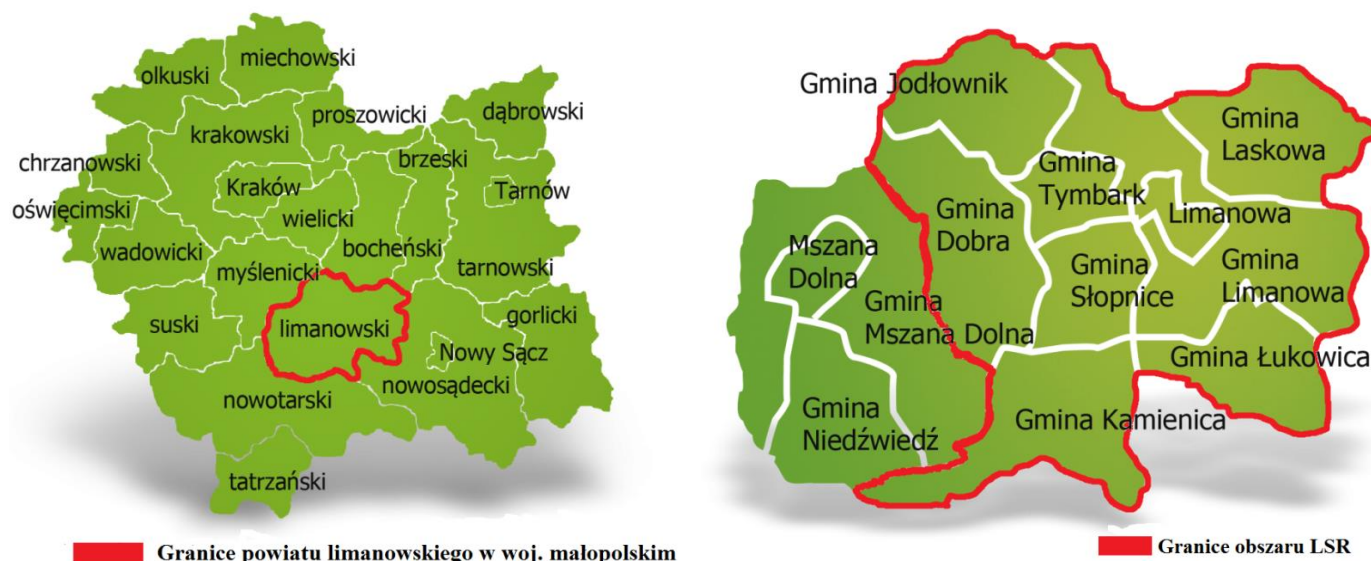 miechowski
olkuski
proszowicki
dąbrowski
krakowski
brzeski
chrzanowski
Kraków
Tarnów
oświęcimski
wielicki
wadowicki
bocheński
myślenicki
tarnowski
suski
limanowski
gorlicki
Nowy Sącz
nowosądecki
nowotarski
tatrzański
Granice powiatu limanowskiego w woj. małopolskim
Gmina Jodłownik
Gmina
Laskowa
Gmina
Tymbark
Limanowa
Gmina
Dobra
Mszana
Dolna
Gmina
Słopnice
Gmina
Limanowa
Gmina
Mszana Dolna
Gmina Łukowica
Gmina
Niedźwiedź
Gmina Kamienica
Granice obszaru LSR